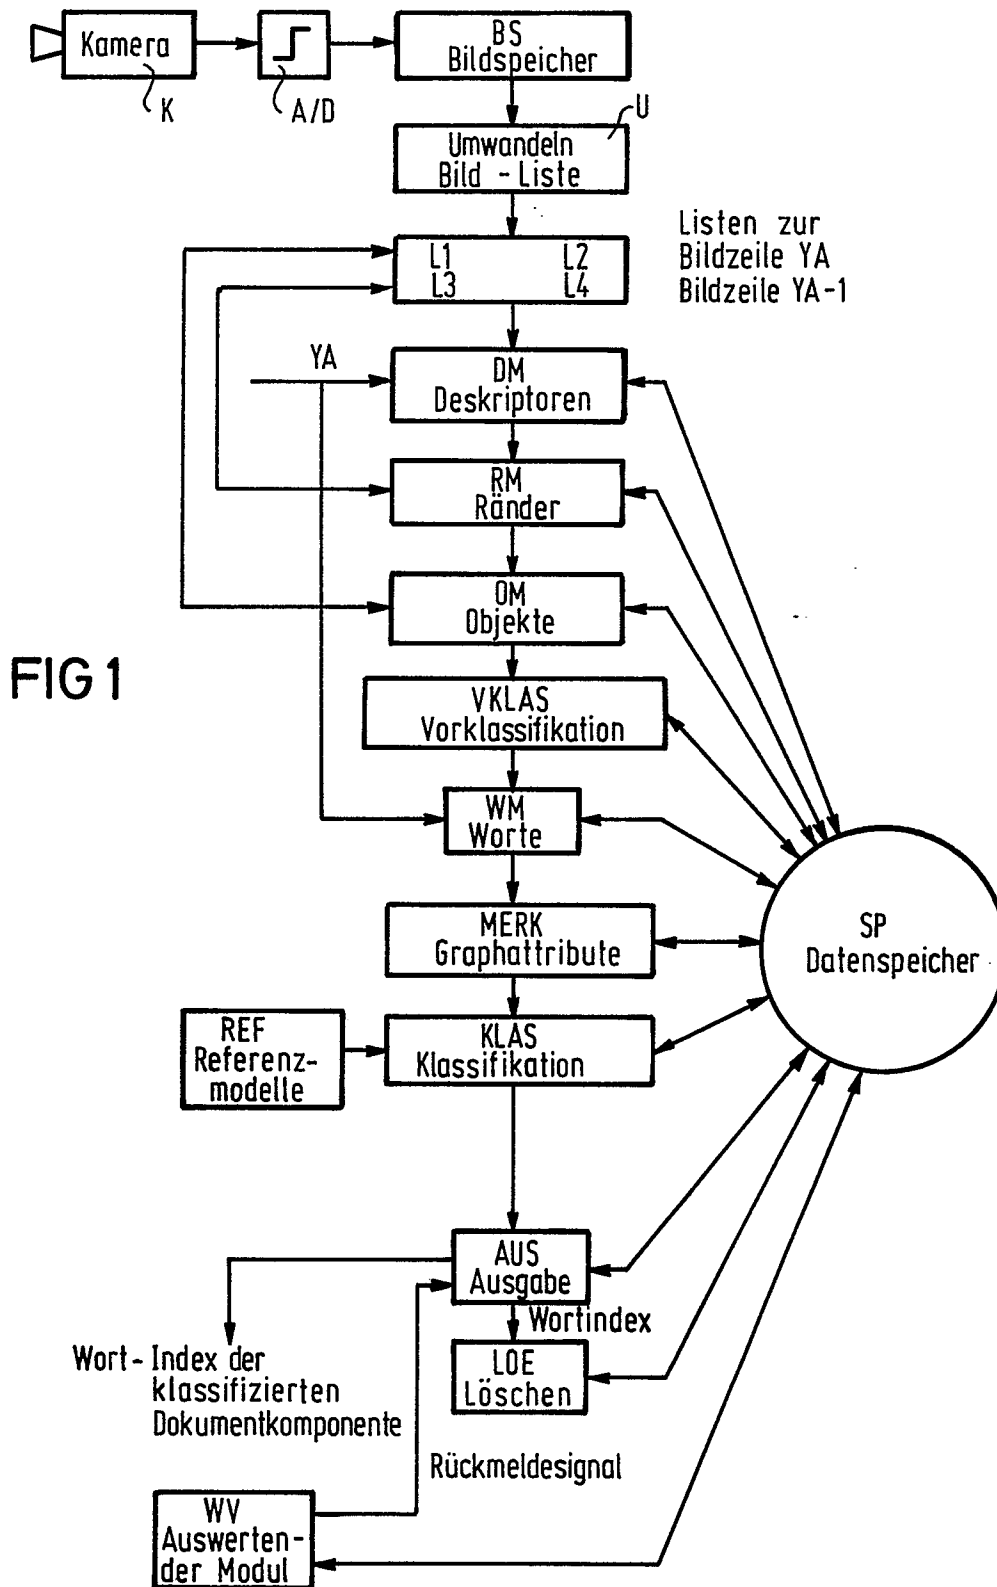 Kamera
K
A/D
BS
Bildspeicher
U
Umwandeln
Bild - Liste
L1 L2
L3 L4
Listen zur
Bildzeile YA
Bildzeile YA-1
YA
DM
Deskriptoren
RM
Ränder
OM
Objekte
FIG 1
VKLAS
Vorklassifikation
WM
Worte
MERK
Graphattribute
SP
Datenspeicher
REF
Referenz-
modelle
KLAS
Klassifikation
AUS
Ausgabe
Wortindex
Wort-Index der
klassifizierten
Dokumentkomponente
LOE
Löschen
Rückmeldesignal
WV
Auswerten-
der Modul